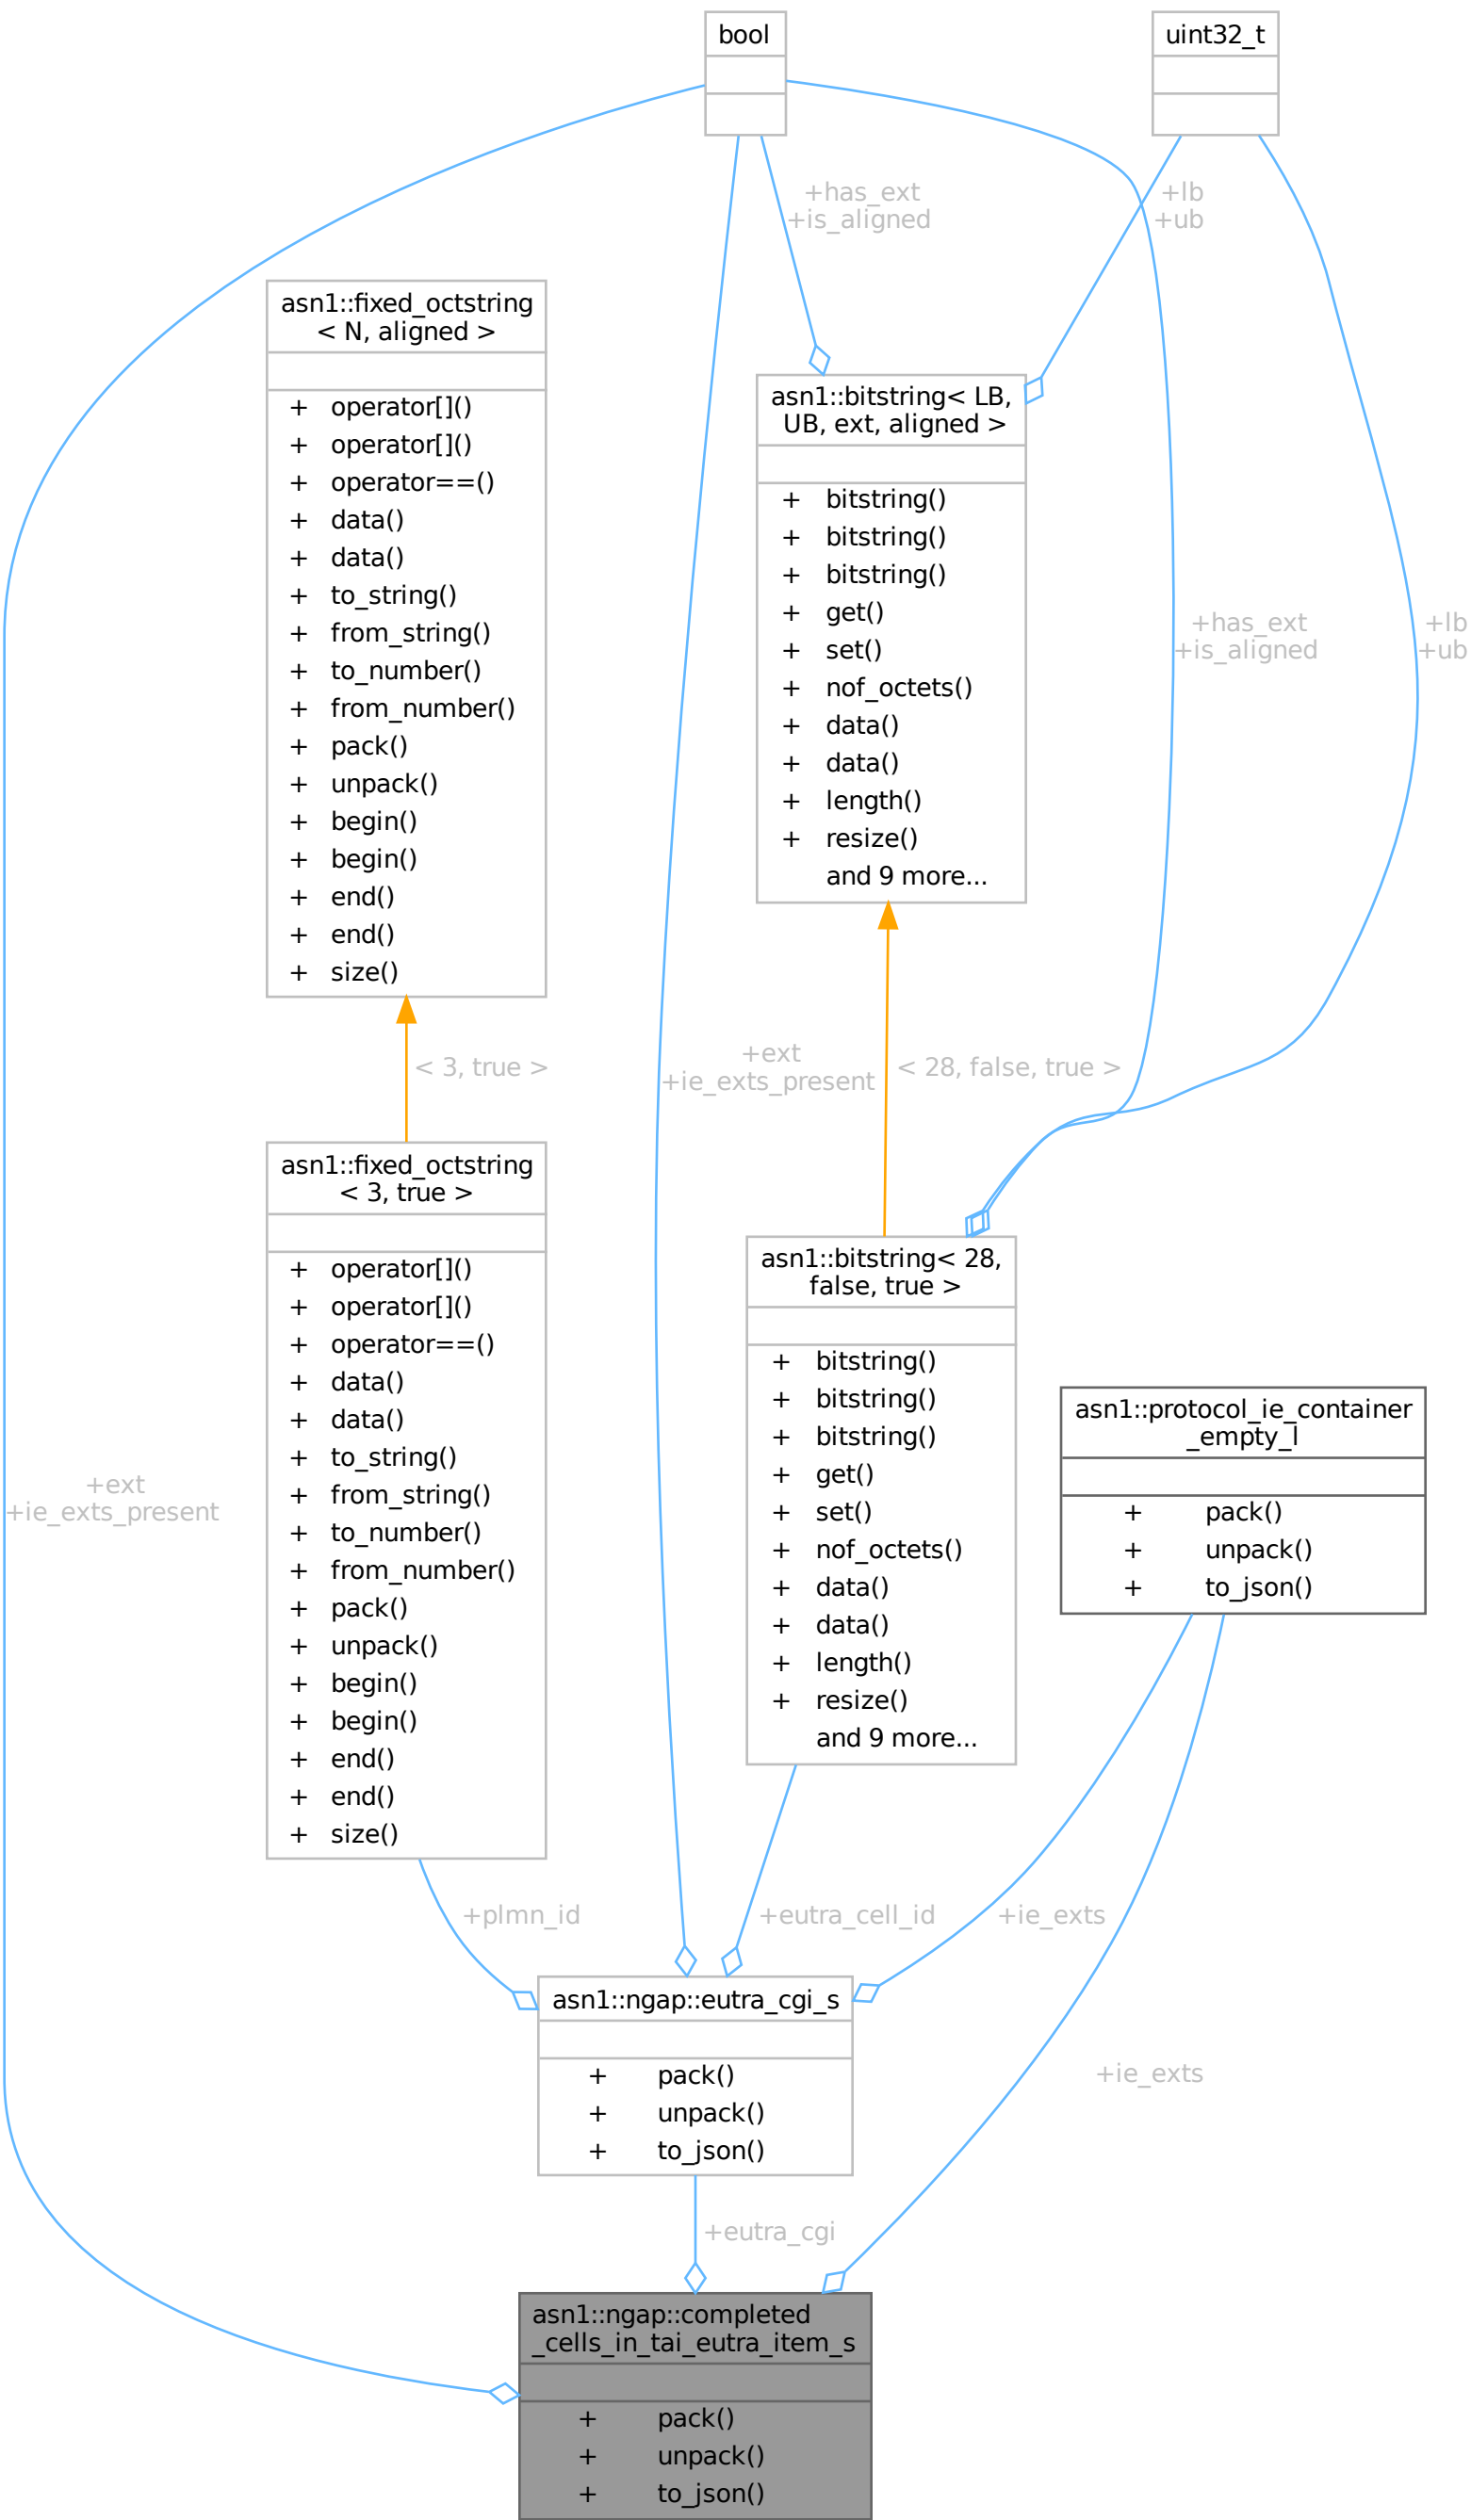 bool
uint32_t
+has_ext
+is_aligned
+lb
+ub
asn1::fixed_octstring
< N, aligned >
+ operator[]()
+ operator[]()
+ operator==()
+ data()
+ data()
+ to_string()
+ from_string()
+ to_number()
+ from_number()
+ pack()
+ unpack()
+ begin()
+ begin()
+ end()
+ end()
+ size()
asn1::bitstring< LB,
UB, ext, aligned >
+ bitstring()
+ bitstring()
+ bitstring()
+ get()
+ set()
+ nof_octets()
+ data()
+ data()
+ length()
+ resize()
and 9 more...
+has_ext
+is_aligned
+lb
+ub
< 3, true >
+ext
+ie_exts_present
< 28, false, true >
asn1::fixed_octstring
< 3, true >
+ operator[]()
+ operator[]()
+ operator==()
+ data()
+ data()
+ to_string()
+ from_string()
+ to_number()
+ from_number()
+ pack()
+ unpack()
+ begin()
+ begin()
+ end()
+ end()
+ size()
asn1::bitstring< 28,
false, true >
+ bitstring()
+ bitstring()
+ bitstring()
+ get()
+ set()
+ nof_octets()
+ data()
+ data()
+ length()
+ resize()
and 9 more...
asn1::protocol_ie_container
_empty_l
+ pack()
+ unpack()
+ to_json()
+ext
+ie_exts_present
+plmn_id
+eutra_cell_id
+ie_exts
asn1::ngap::eutra_cgi_s
+ pack()
+ unpack()
+ to_json()
+ie_exts
+eutra_cgi
asn1::ngap::completed
_cells_in_tai_eutra_item_s
+ pack()
+ unpack()
+ to_json()